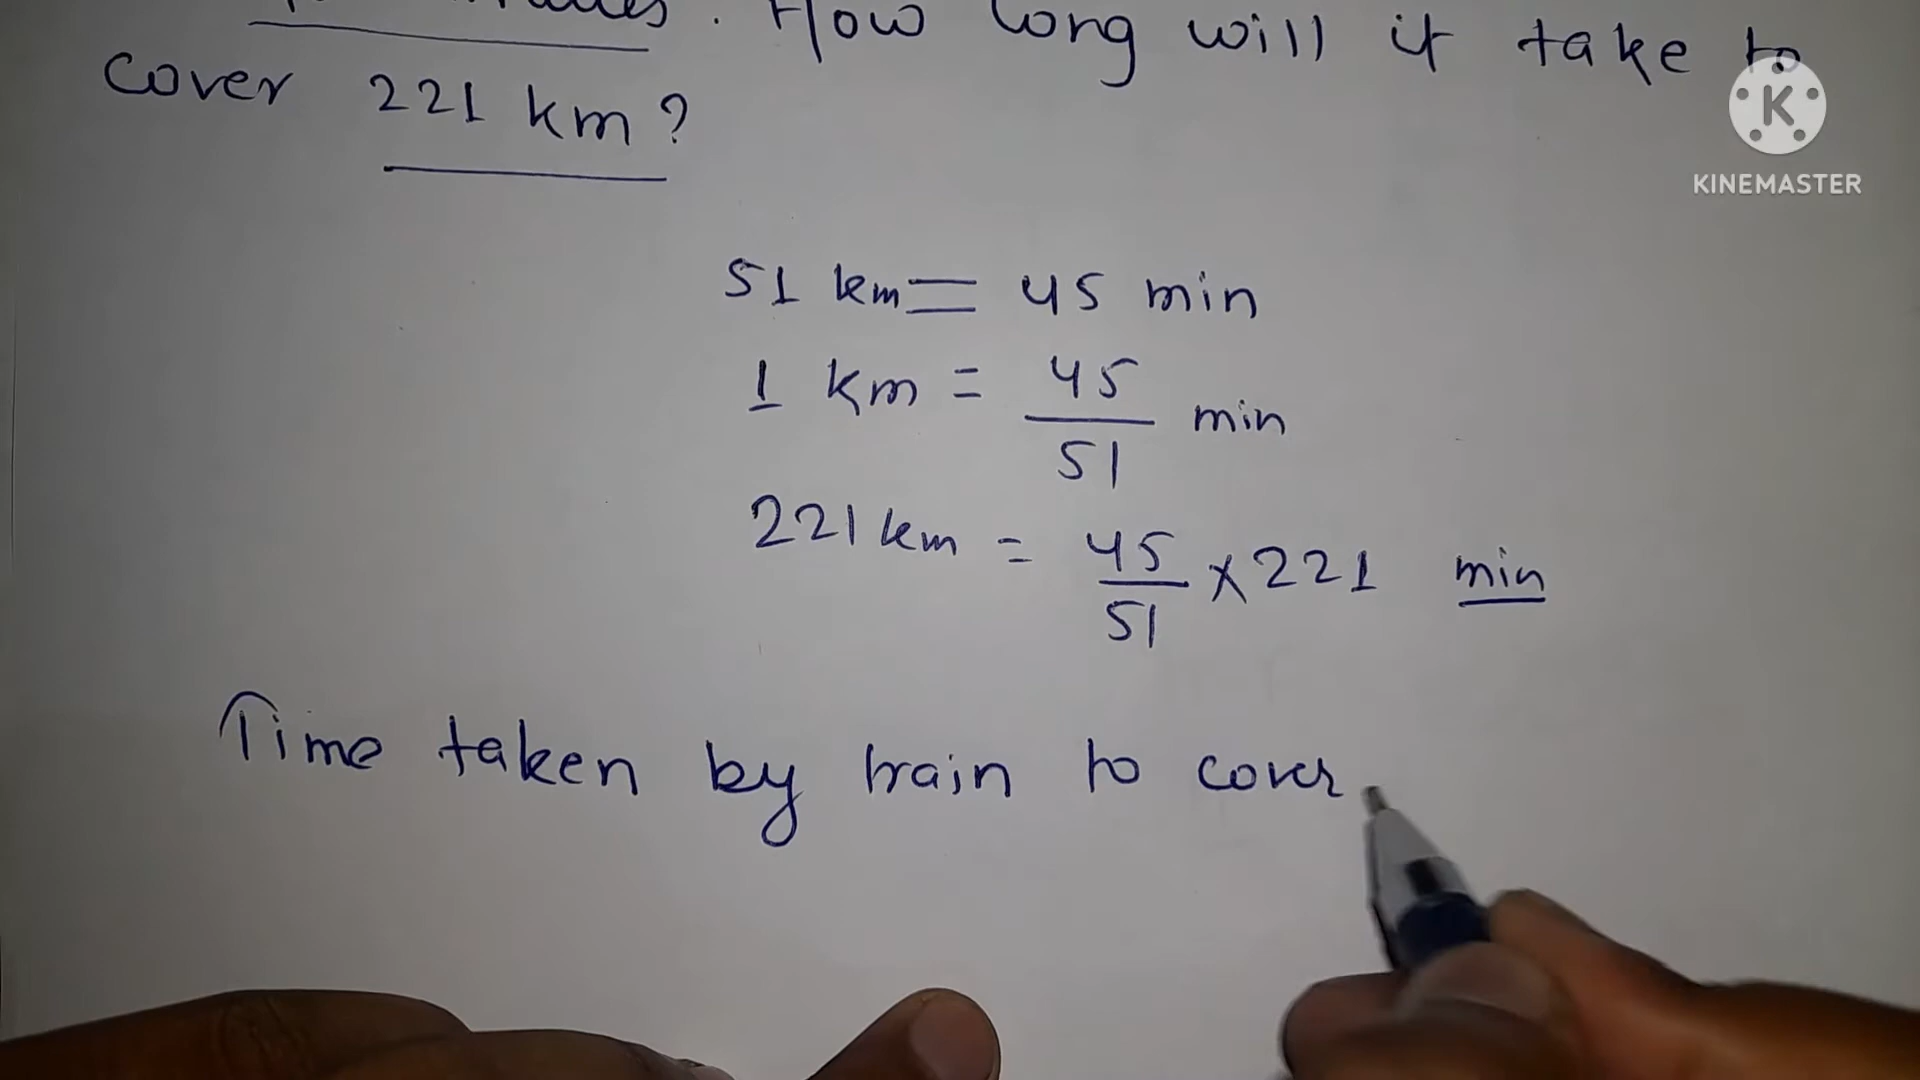 . How long will it take to
cover 221 km?
K
KINEMASTER
51 km = 45 min
1 km = 45/51 min
221 km = 45/51 × 221 min
Time taken by train to cover